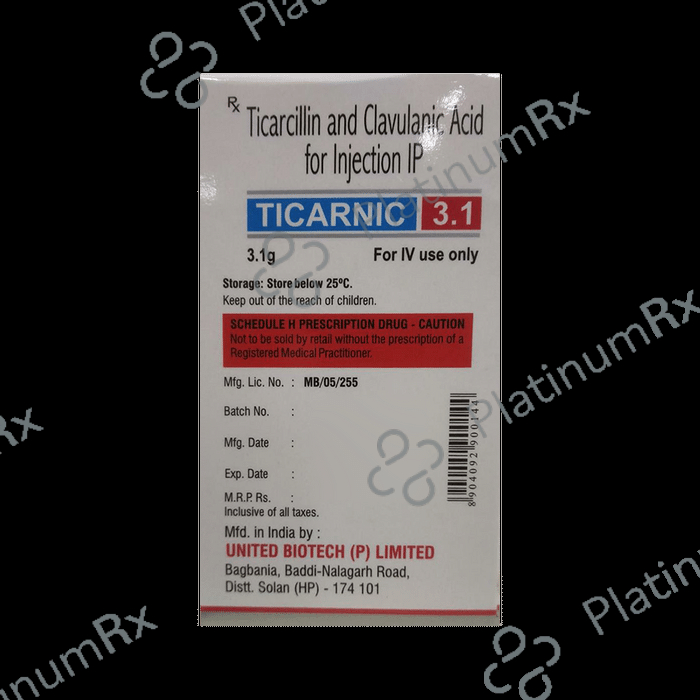 Rx Ticarcillin and Clavulanic Acid
for Injection IP
TICARNIC 3.1
3.1g For IV use only
Storage: Store below 25ºC.
Keep out of the reach of children.
SCHEDULE H PRESCRIPTION DRUG - CAUTION
Not to be sold by retail without the prescription of a
Registered Medical Practitioner.
Mfg. Lic. No. : MB/05/255
Batch No. :
Mfg. Date :
Exp. Date :
M.R.P. Rs. :
Inclusive of all taxes.
8904092900144
Mfd. in India by :
UNITED BIOTECH (P) LIMITED
Bagbania, Baddi-Nalagarh Road,
Distt. Solan (HP) - 174 101
PlatinumRx
PlatinumRx
PlatinumRx
PlatinumRx
PlatinumRx
Rx